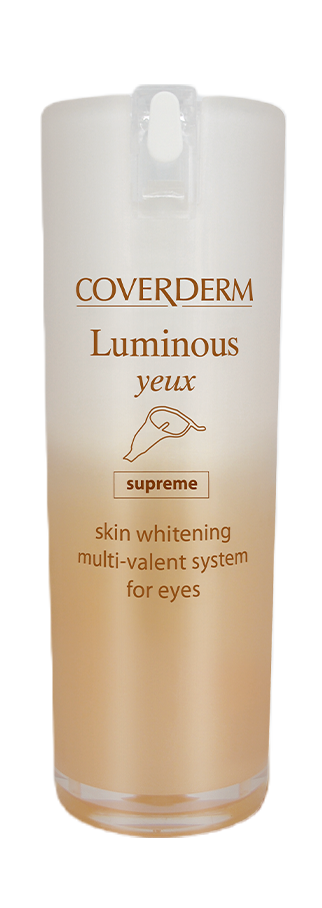 COVERDERM
Luminous
yeux
supreme
skin whitening
multi-valent system
for eyes